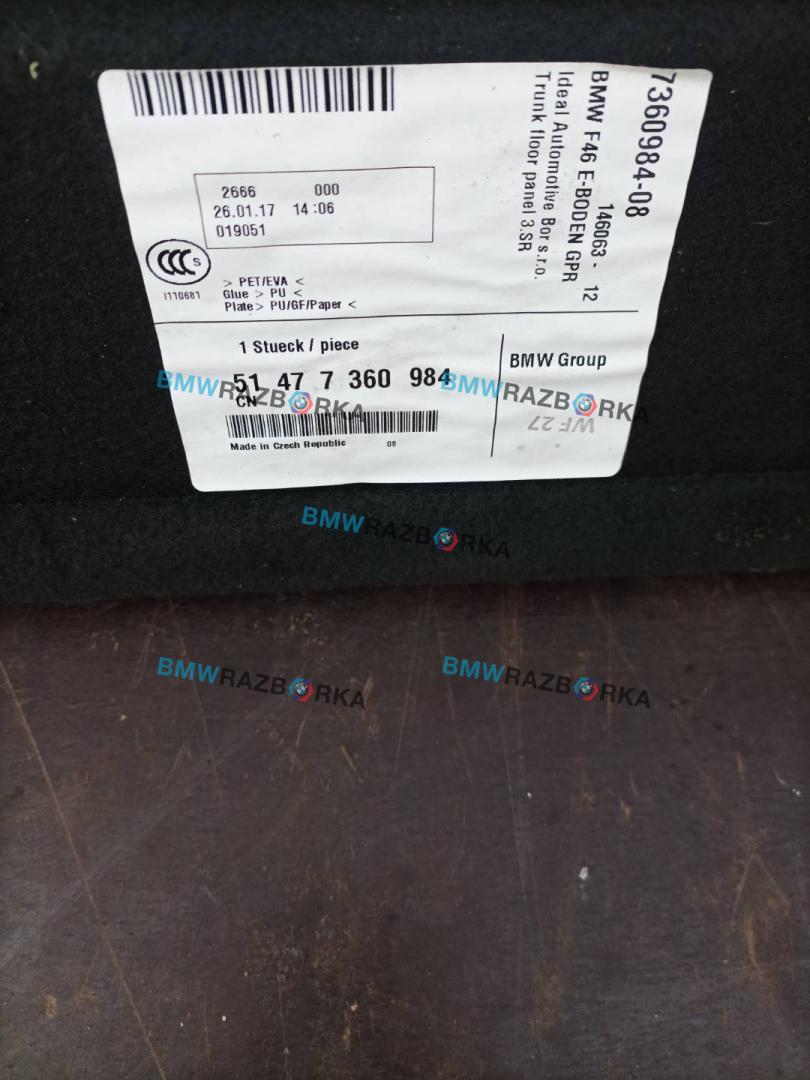 7360984-08
146063 - 12
BMW F46 E-BODEN GPR
Ideal Automotive Bor s.r.o.
Trunk floor panel 3.SR
2666 000
26.01.17 14:06
019051
CCC S
I110681
> PET/EVA <
Glue > PU <
Plate> PU/GF/Paper <
1 Stueck / piece
51 47 7 360 984
CN
Made in Czech Republic 08
BMW Group
WF 27
BMWRAZBORKA
BMWRAZBORKA
BMWRAZBORKA
BMWRAZBORKA
BMWRAZBORKA